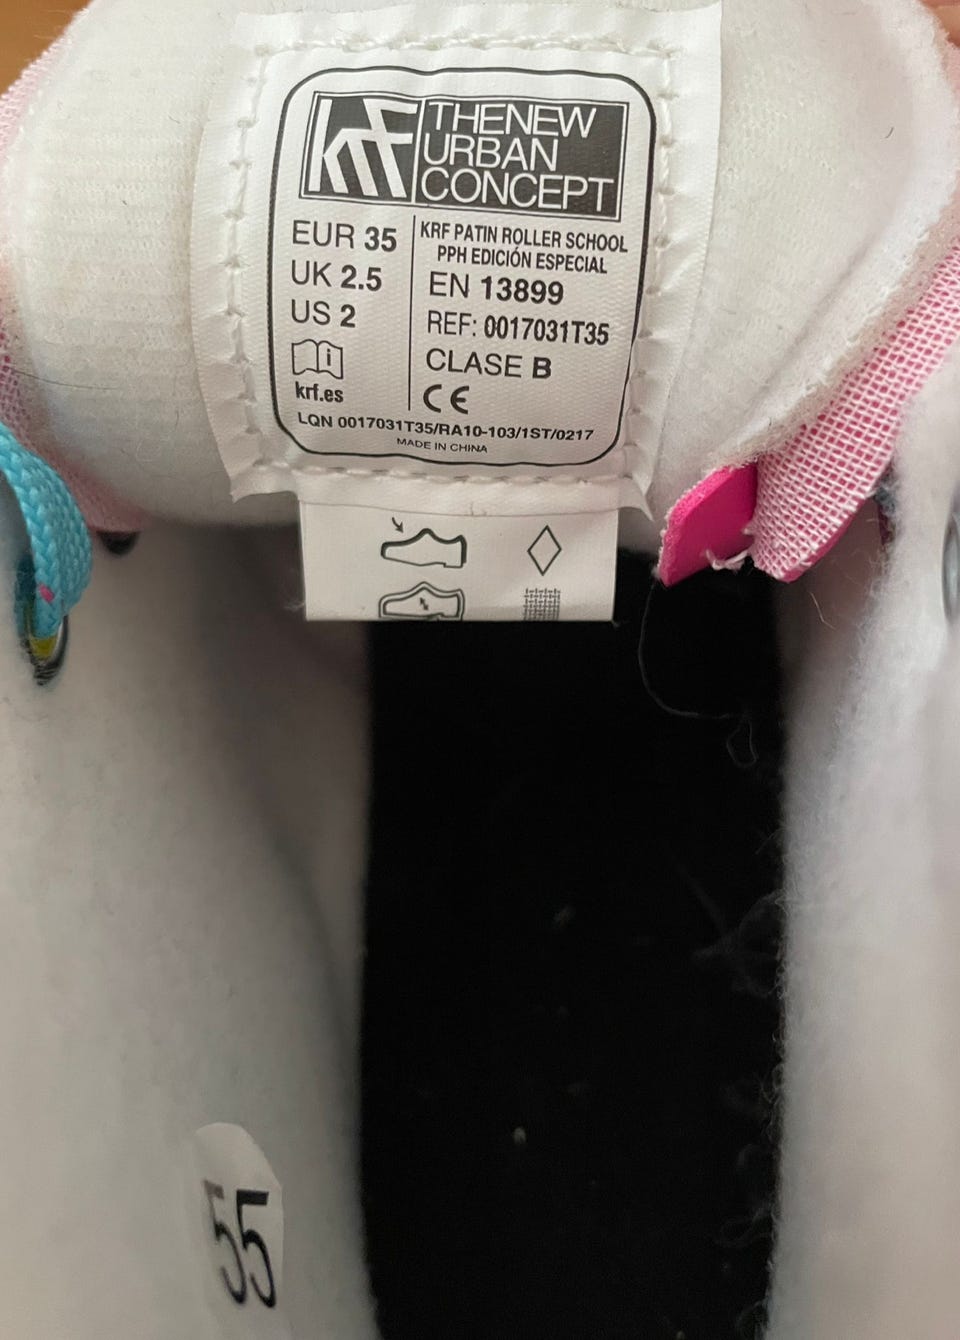 krf THENEW
URBAN
CONCEPT
EUR 35
UK 2.5
US 2
i
krf.es
KRF PATIN ROLLER SCHOOL
PPH EDICIÓN ESPECIAL
EN 13899
REF: 0017031T35
CLASE B
CE
LQN 0017031T35/RA10-103/1ST/0217
MADE IN CHINA
55